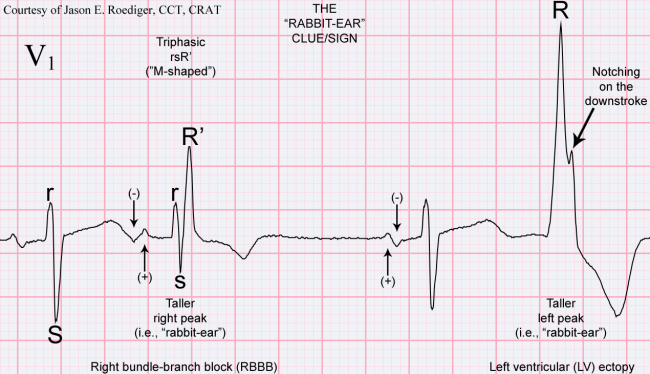 Courtesy of Jason E. Roediger, CCT, CRAT
THE
“RABBIT-EAR”
CLUE/SIGN
R
V1
Triphasic
rsR’
(”M-shaped”)
Notching
on the
downstroke
R’
r
(-)
r
(-)
(+)
s
(+)
S
Taller
right peak
(i.e., “rabbit-ear”)
Taller
left peak
(i.e., “rabbit-ear”)
Right bundle-branch block (RBBB)
Left ventricular (LV) ectopy